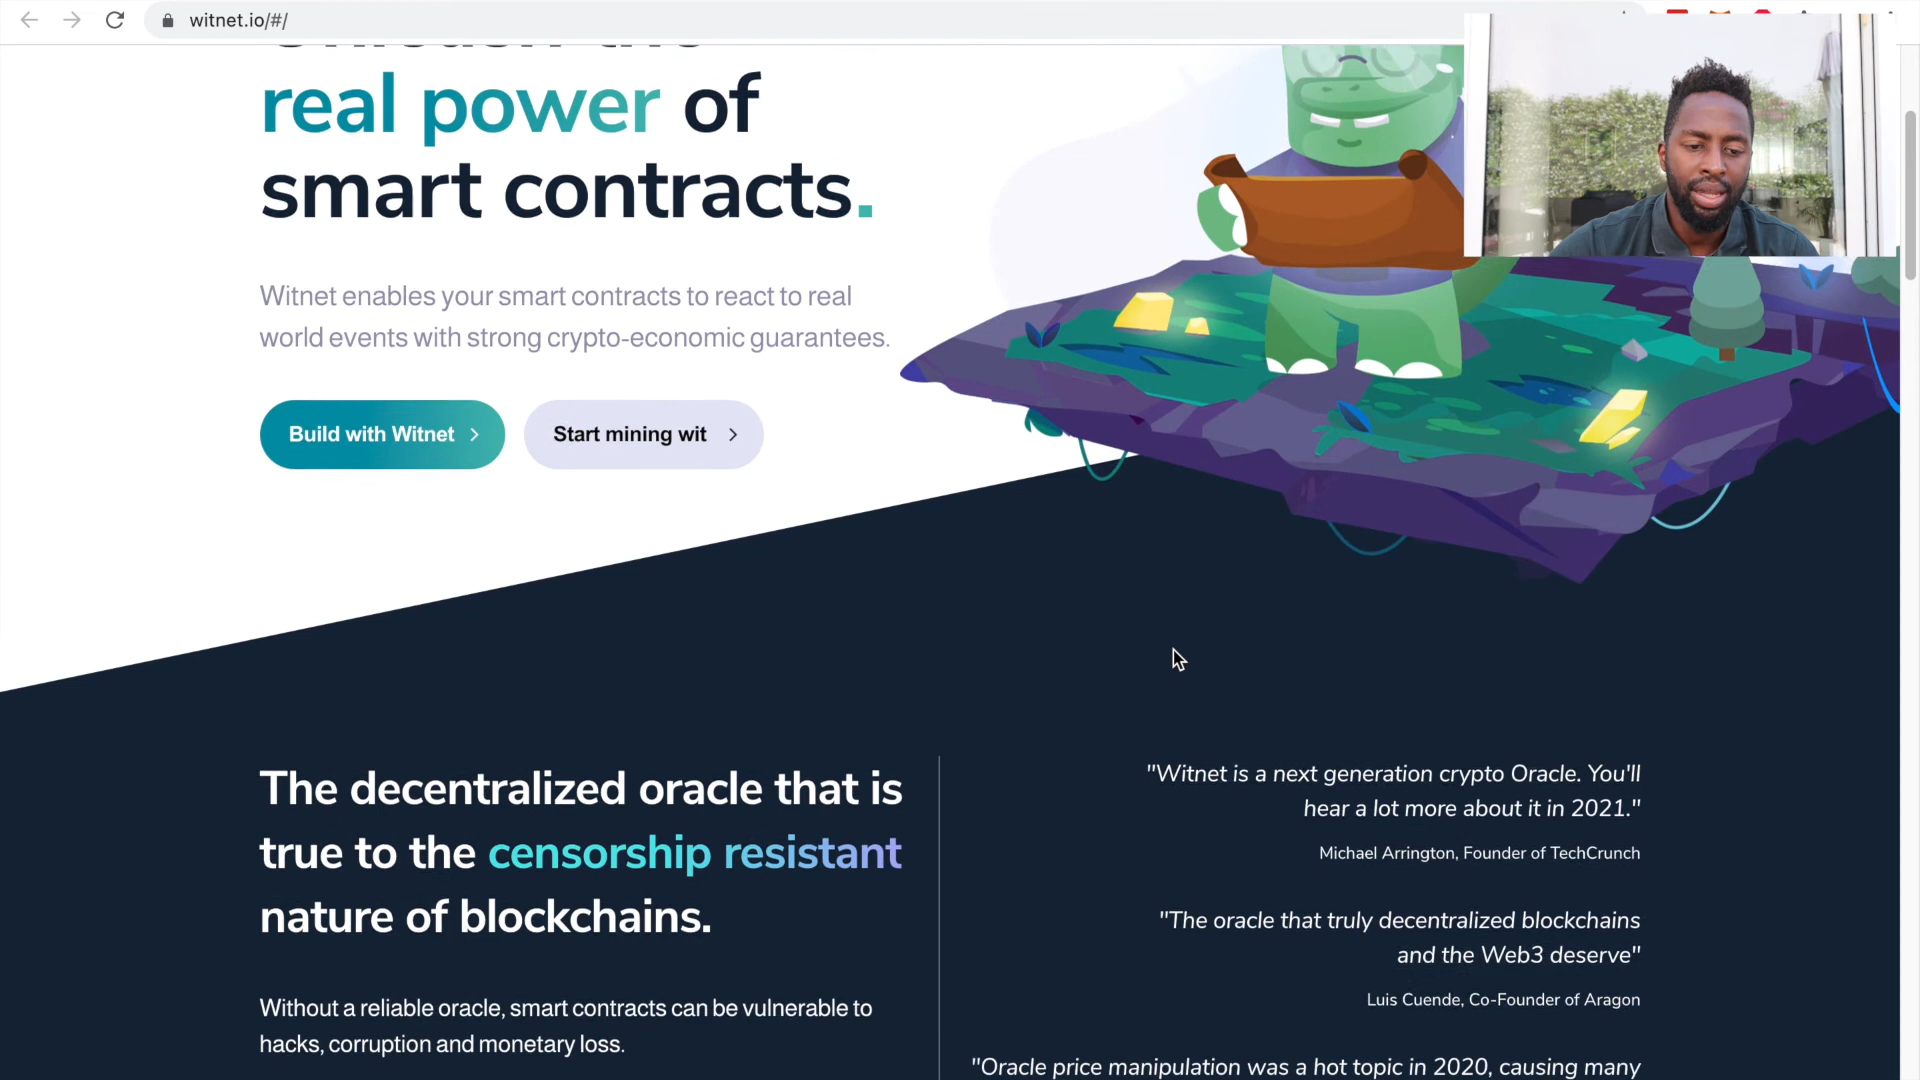 witnet.io/#/
real power of
smart contracts.
Witnet enables your smart contracts to react to real
world events with strong crypto-economic guarantees.
Build with Witnet
Start mining wit
The decentralized oracle that is
true to the censorship resistant
nature of blockchains.
Without a reliable oracle, smart contracts can be vulnerable to
hacks, corruption and monetary loss.
"Witnet is a next generation crypto Oracle. You'll
hear a lot more about it in 2021."
Michael Arrington, Founder of TechCrunch
"The oracle that truly decentralized blockchains
and the Web3 deserve"
Luis Cuende, Co-Founder of Aragon
"Oracle price manipulation was a hot topic in 2020, causing many